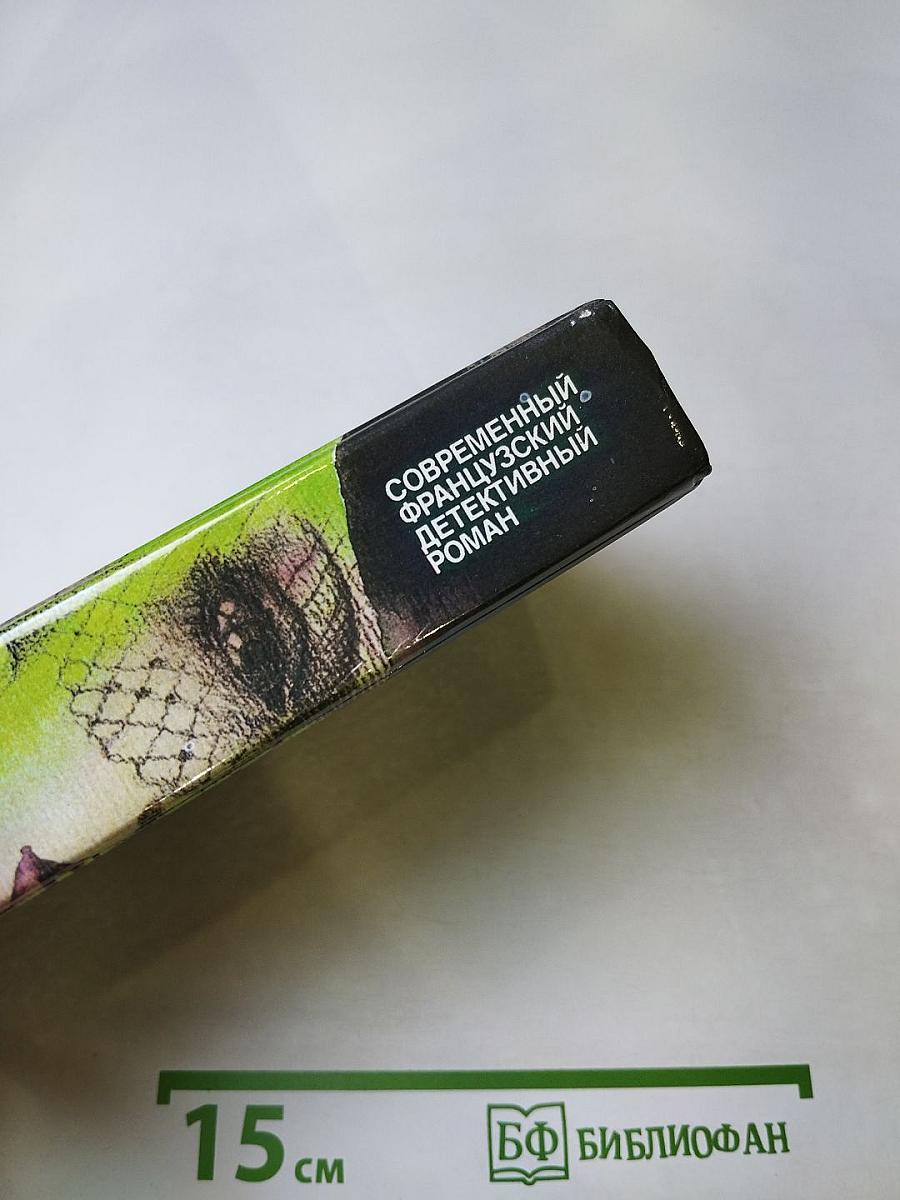 СОВРЕМЕННЫЙ
ФРАНЦУЗСКИЙ
ДЕТЕКТИВНЫЙ
РОМАН
15 см
БФ БИБЛИОФАН